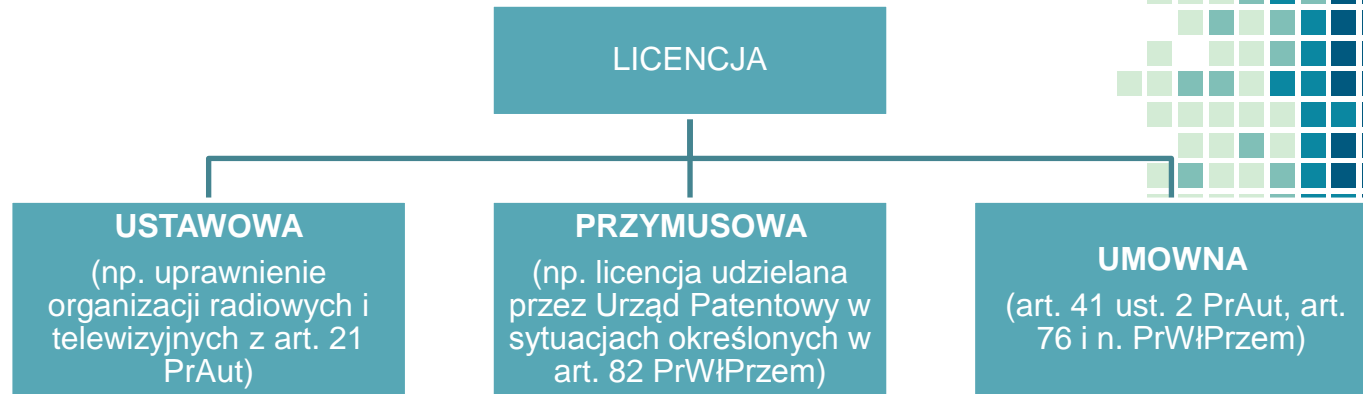 LICENCJA
USTAWOWA
(np. uprawnienie
organizacji radiowych i
telewizyjnych z art. 21
PrAut)
PRZYMUSOWA
(np. licencja udzielana
przez Urząd Patentowy w
sytuacjach określonych w
art. 82 PrWłPrzem)
UMOWNA
(art. 41 ust. 2 PrAut, art.
76 i n. PrWłPrzem)